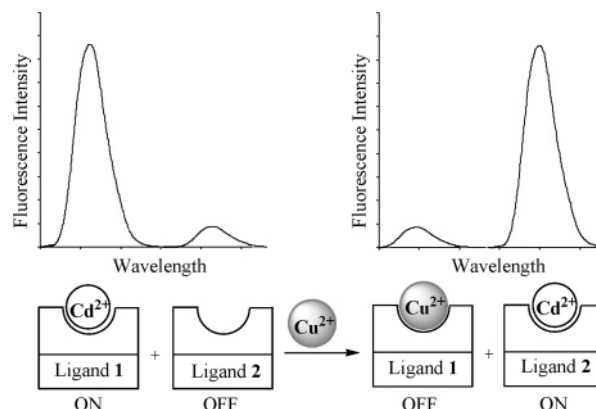 Fluorescence Intensity
Wavelength
Fluorescence Intensity
Wavelength
Cd2+
Ligand 1
ON
+
Ligand 2
OFF
Cu2+
Cu2+
Ligand 1
OFF
+
Cd2+
Ligand 2
ON